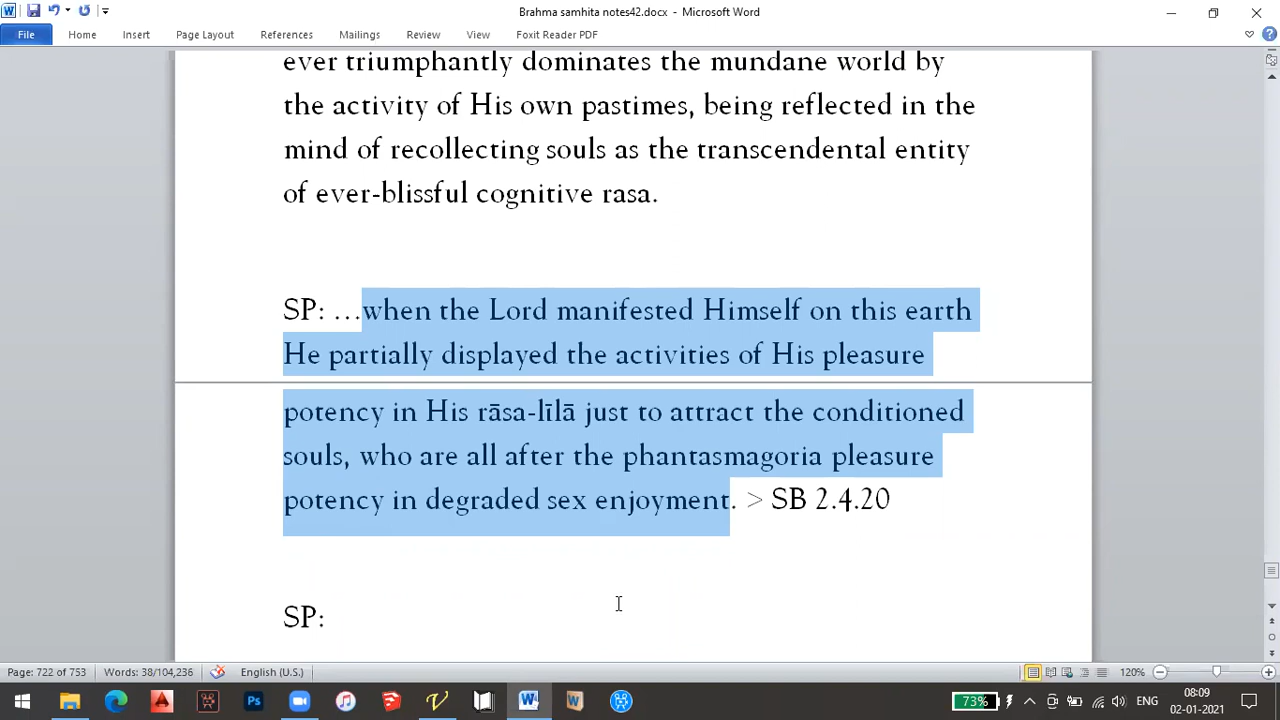 Brahma samhita notes42.docx - Microsoft Word
File Home Insert Page Layout References Mailings Review View Foxit Reader PDF
ever triumphantly dominates the mundane world by
the activity of His own pastimes, being reflected in the
mind of recollecting souls as the transcendental entity
of ever-blissful cognitive rasa.
SP: …when the Lord manifested Himself on this earth
He partially displayed the activities of His pleasure
potency in His rāsa-līlā just to attract the conditioned
souls, who are all after the phantasmagoria pleasure
potency in degraded sex enjoyment. > SB 2.4.20
SP:
Page: 722 of 753 Words: 38/104,236 English (U.S.) 120%
73% ENG 08:09
02-01-2021